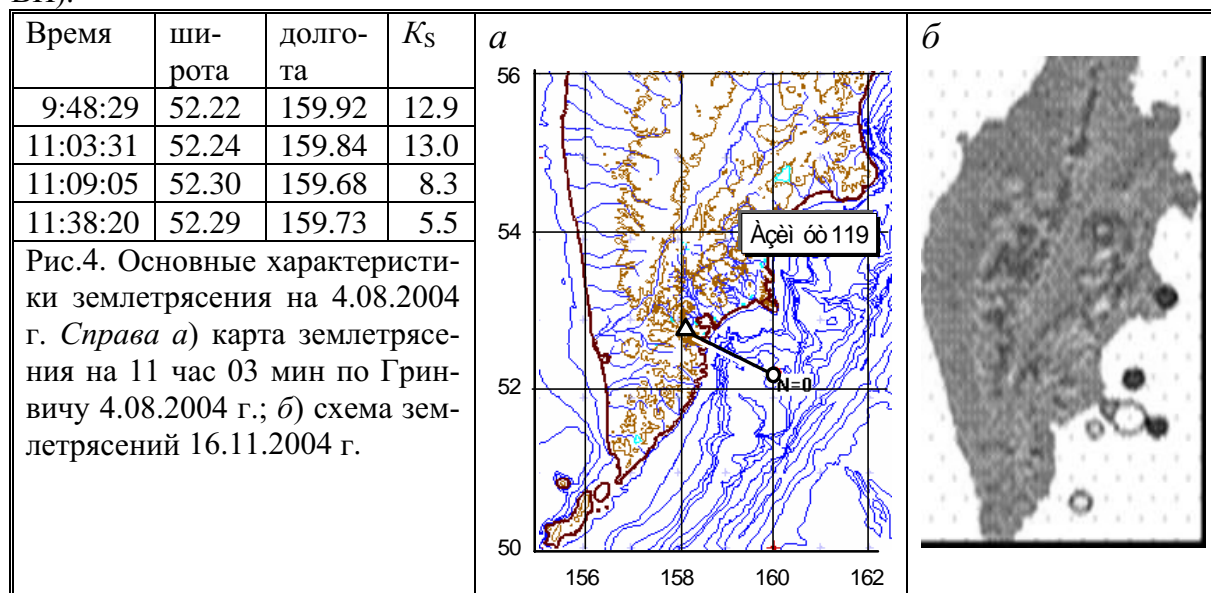 ВП).
Время ши-рота долго-та KS
9:48:29 52.22 159.92 12.9
11:03:31 52.24 159.84 13.0
11:09:05 52.30 159.68 8.3
11:38:20 52.29 159.73 5.5
Рис.4. Основные характеристи-
ки землетрясения на 4.08.2004
г. Справа а) карта землетрясе-
ния на 11 час 03 мин по Грин-
вичу 4.08.2004 г.; б) схема зем-
летрясений 16.11.2004 г.
а
56
54
52
50
Àçèì óò 119
N=0
156 158 160 162
б